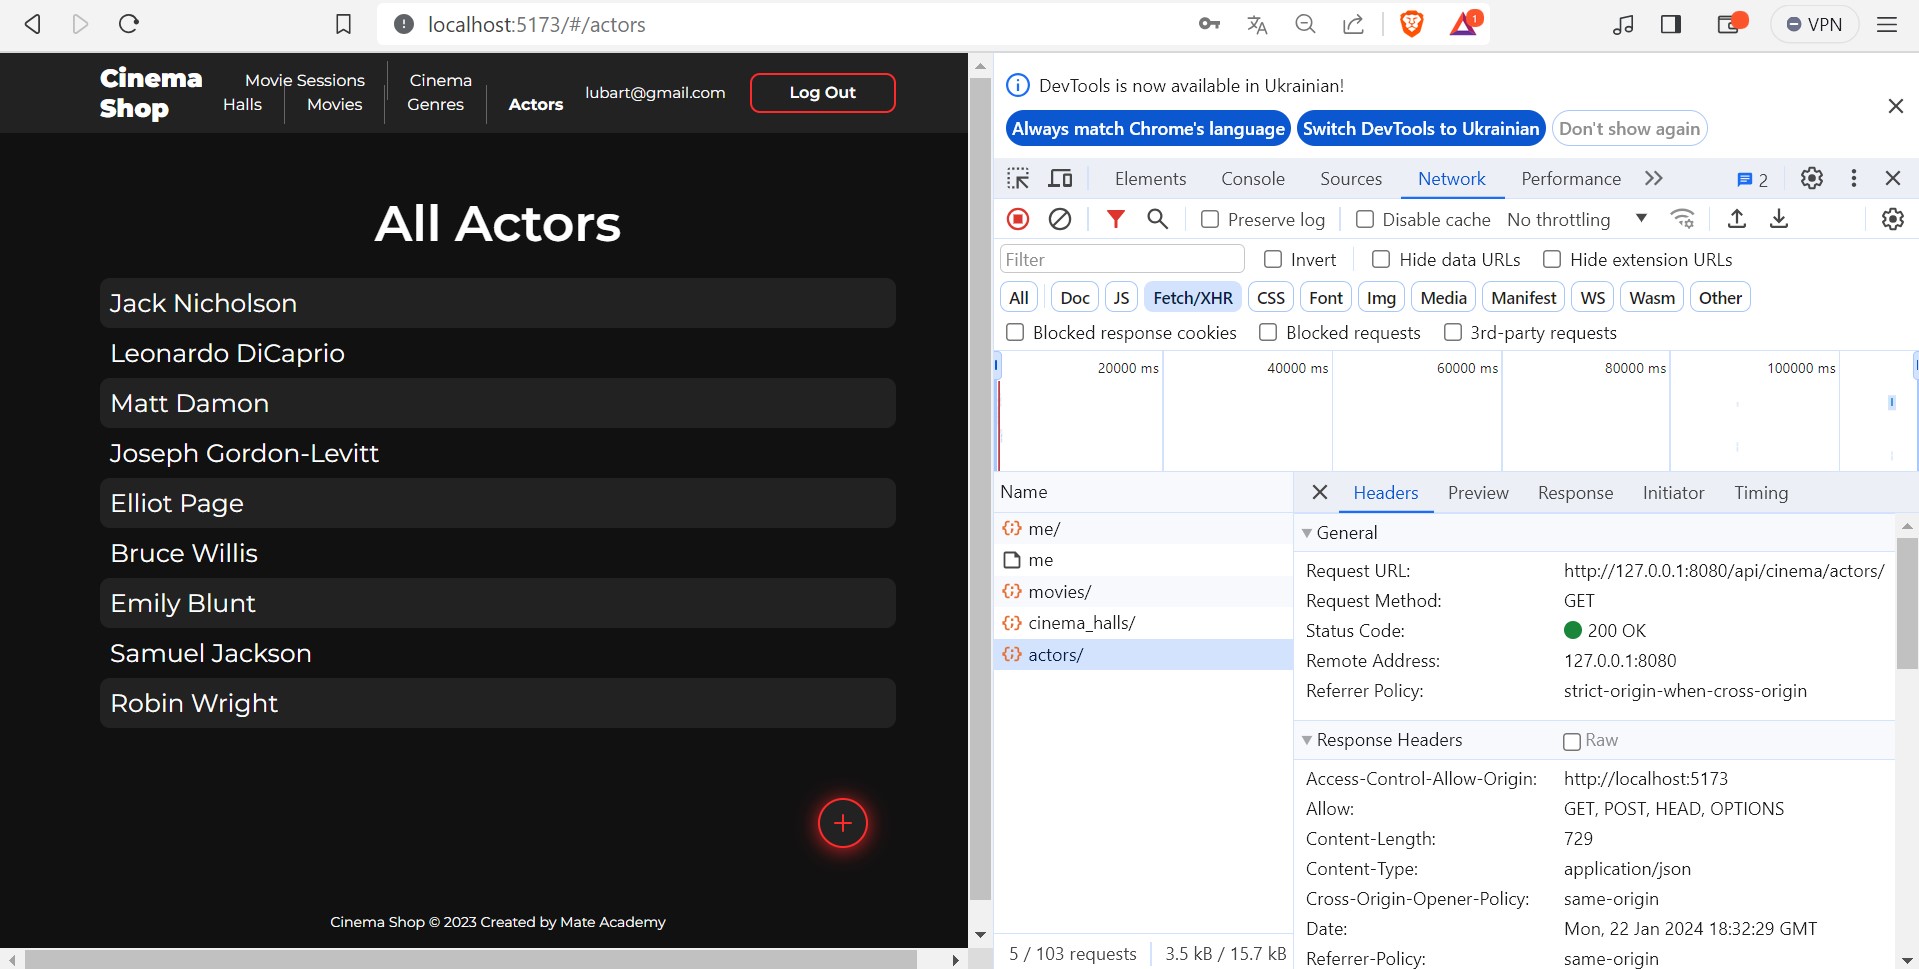 localhost:5173/#/actors
1
VPN
Cinema Shop
Movie Sessions
Cinema Halls
Movies
Genres
Actors
lubart@gmail.com
Log Out
All Actors
Jack Nicholson
Leonardo DiCaprio
Matt Damon
Joseph Gordon-Levitt
Elliot Page
Bruce Willis
Emily Blunt
Samuel Jackson
Robin Wright
Cinema Shop © 2023 Created by Mate Academy
DevTools is now available in Ukrainian!
Always match Chrome's language
Switch DevTools to Ukrainian
Don't show again
Elements
Console
Sources
Network
Performance
2
Preserve log
Disable cache
No throttling
Filter
Invert
Hide data URLs
Hide extension URLs
All
Doc
JS
Fetch/XHR
CSS
Font
Img
Media
Manifest
WS
Wasm
Other
Blocked response cookies
Blocked requests
3rd-party requests
20000 ms
40000 ms
60000 ms
80000 ms
100000 ms
Name
me/
me
movies/
cinema_halls/
actors/
5 / 103 requests
3.5 kB / 15.7 kB
Headers
Preview
Response
Initiator
Timing
General
Request URL: http://127.0.0.1:8080/api/cinema/actors/
Request Method: GET
Status Code: 200 OK
Remote Address: 127.0.0.1:8080
Referrer Policy: strict-origin-when-cross-origin
Response Headers
Raw
Access-Control-Allow-Origin: http://localhost:5173
Allow: GET, POST, HEAD, OPTIONS
Content-Length: 729
Content-Type: application/json
Cross-Origin-Opener-Policy: same-origin
Date: Mon, 22 Jan 2024 18:32:29 GMT
Referrer-Policy: same-origin